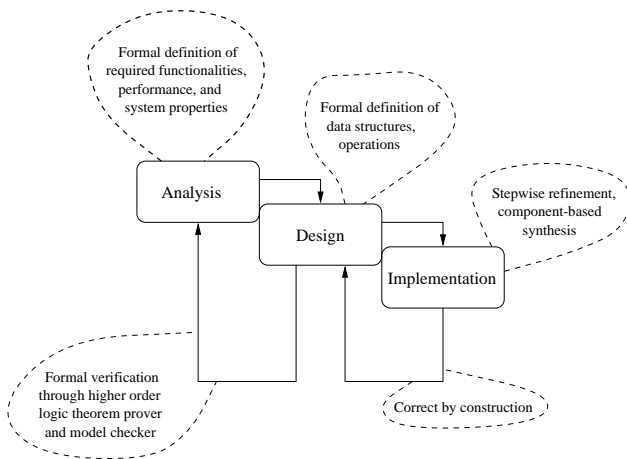 Formal definition of
required functionalities,
performance, and
system properties
Formal definition of
data structures,
operations
Analysis
Stepwise refinement,
component-based
synthesis
Design
Implementation
Formal verification
through higher order
logic theorem prover
and model checker
Correct by construction